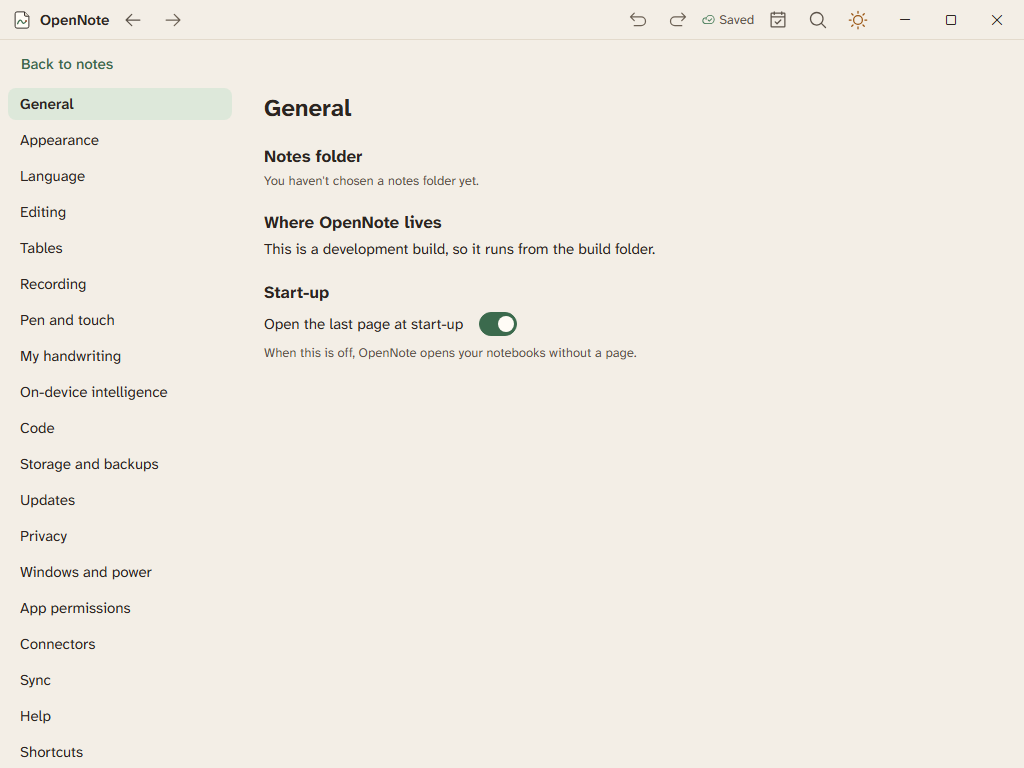 OpenNote
Saved
Back to notes
General
Appearance
Language
Editing
Tables
Recording
Pen and touch
My handwriting
On-device intelligence
Code
Storage and backups
Updates
Privacy
Windows and power
App permissions
Connectors
Sync
Help
Shortcuts
General
Notes folder
You haven't chosen a notes folder yet.
Where OpenNote lives
This is a development build, so it runs from the build folder.
Start-up
Open the last page at start-up
When this is off, OpenNote opens your notebooks without a page.